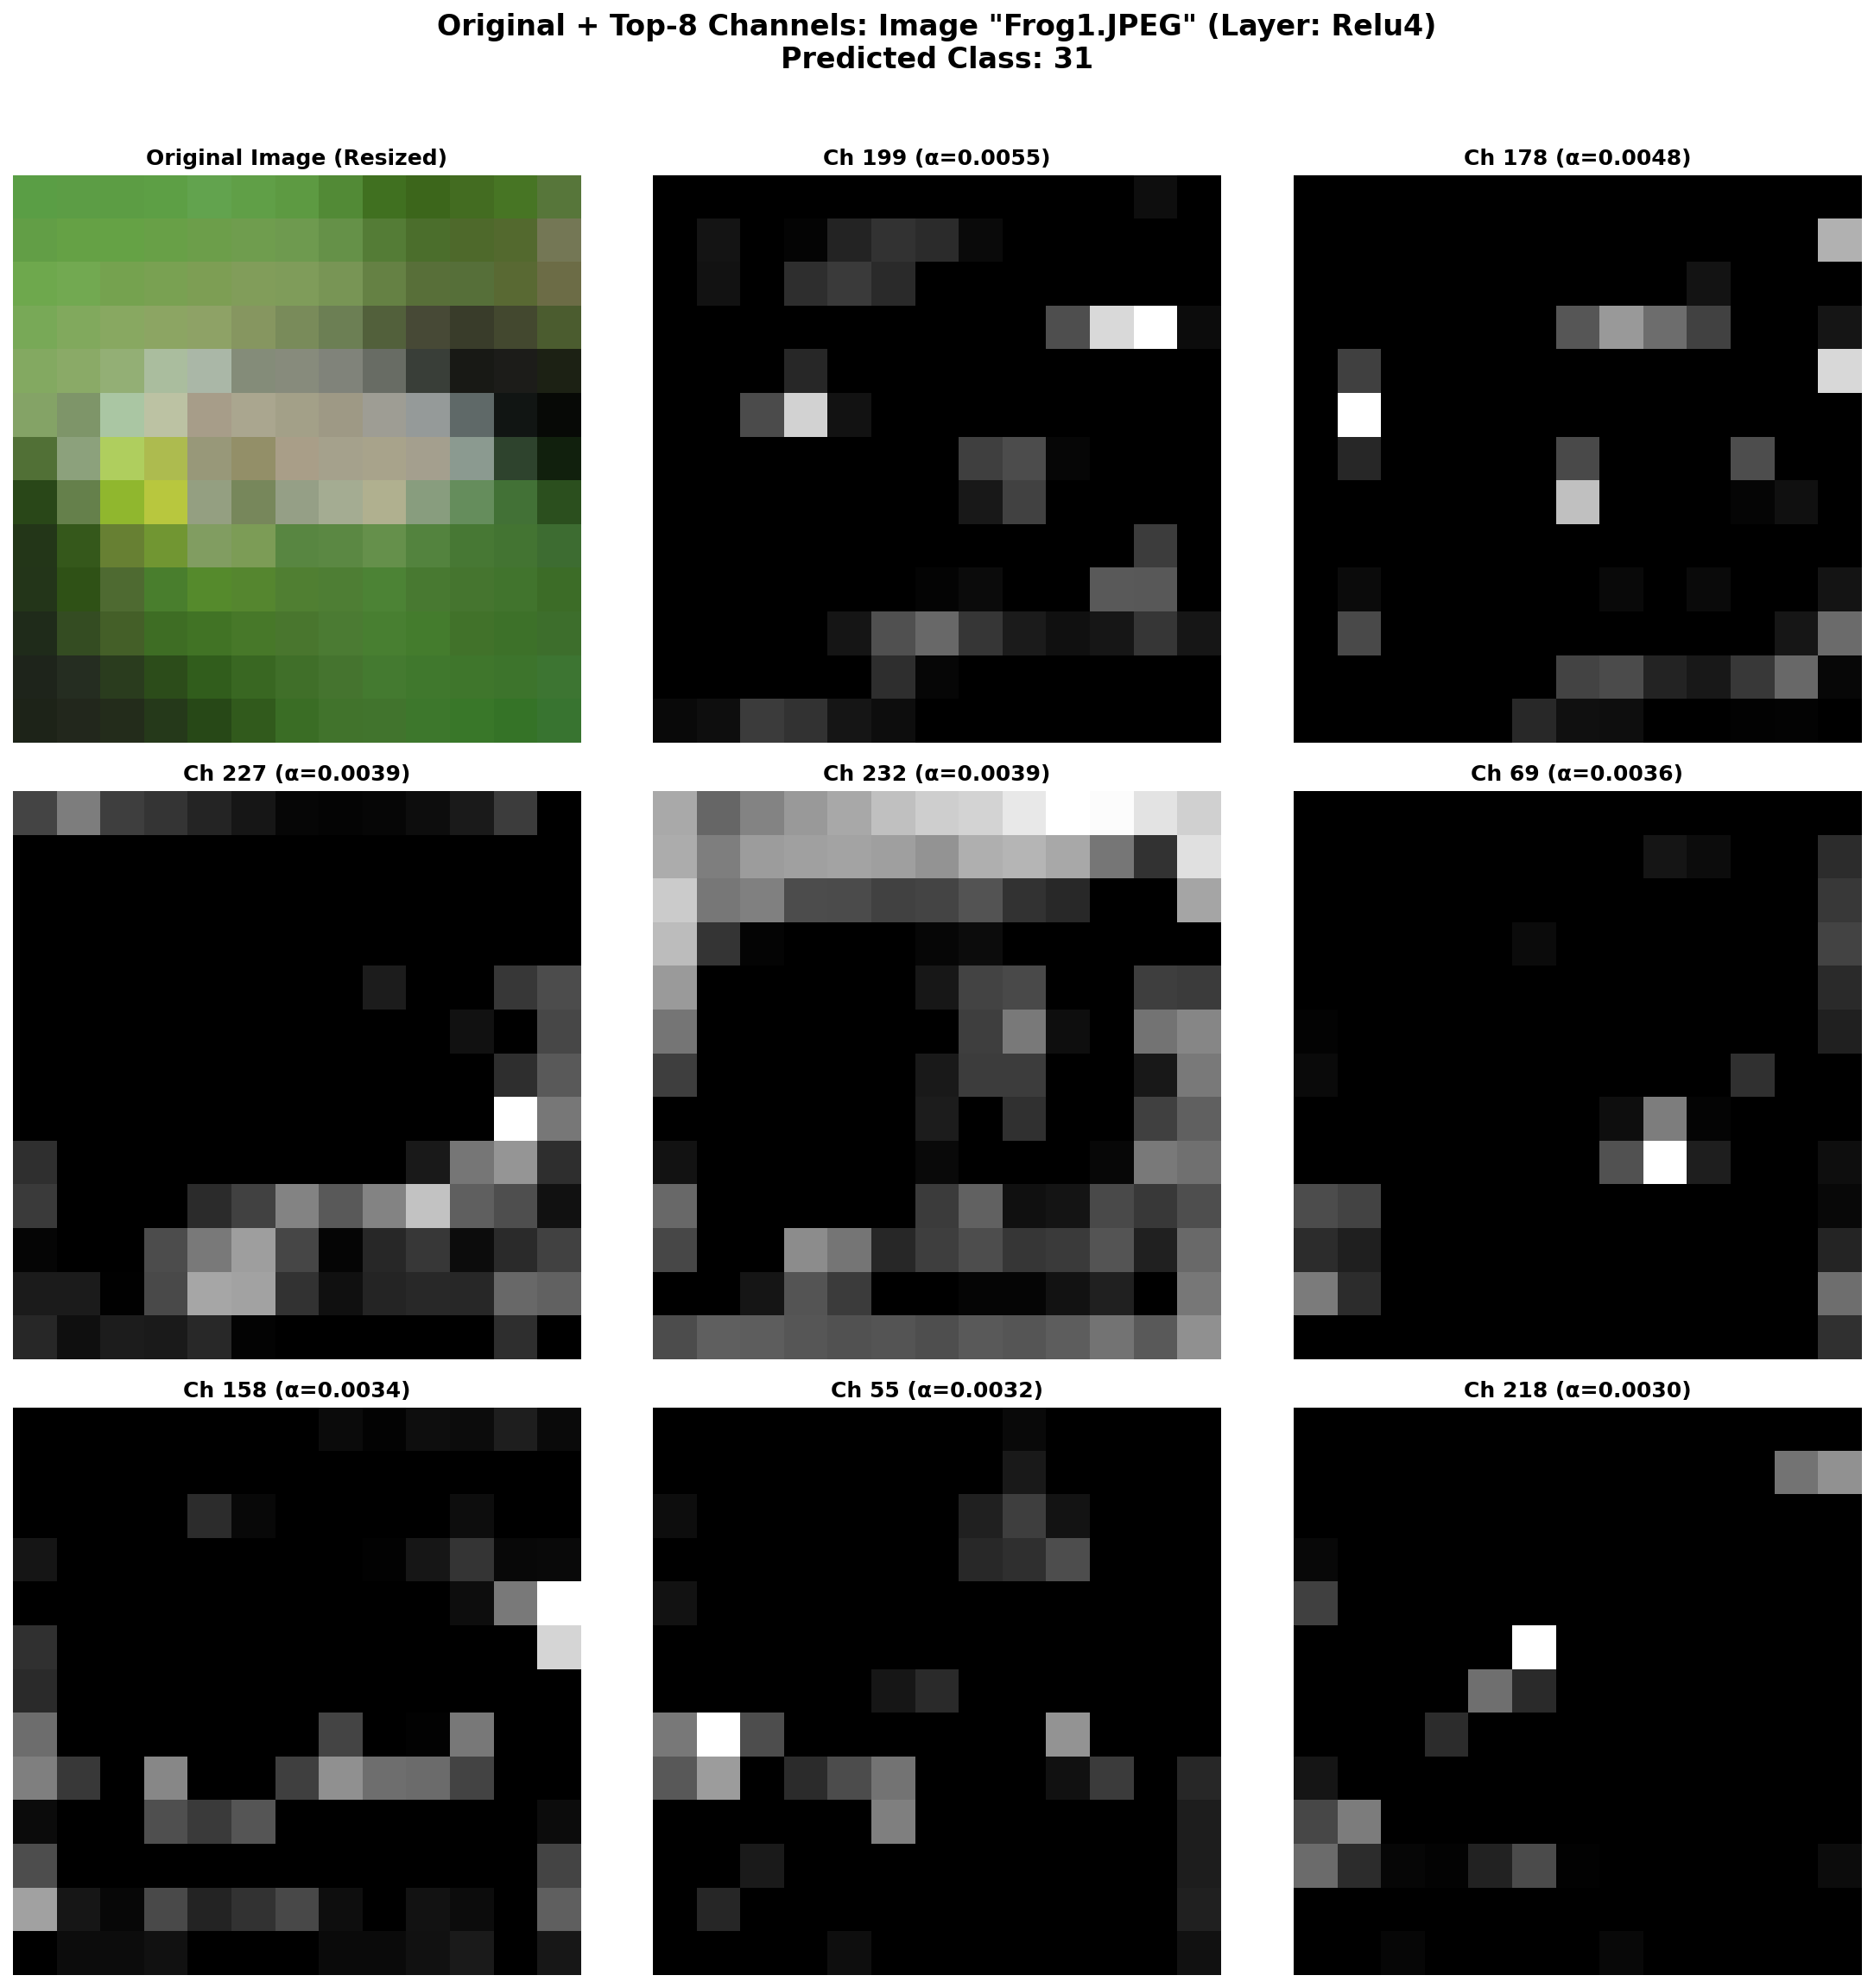 Original + Top-8 Channels: Image "Frog1.JPEG" (Layer: Relu4)
Predicted Class: 31
Original Image (Resized)
Ch 199 (α=0.0055)
Ch 178 (α=0.0048)
Ch 227 (α=0.0039)
Ch 232 (α=0.0039)
Ch 69 (α=0.0036)
Ch 158 (α=0.0034)
Ch 55 (α=0.0032)
Ch 218 (α=0.0030)